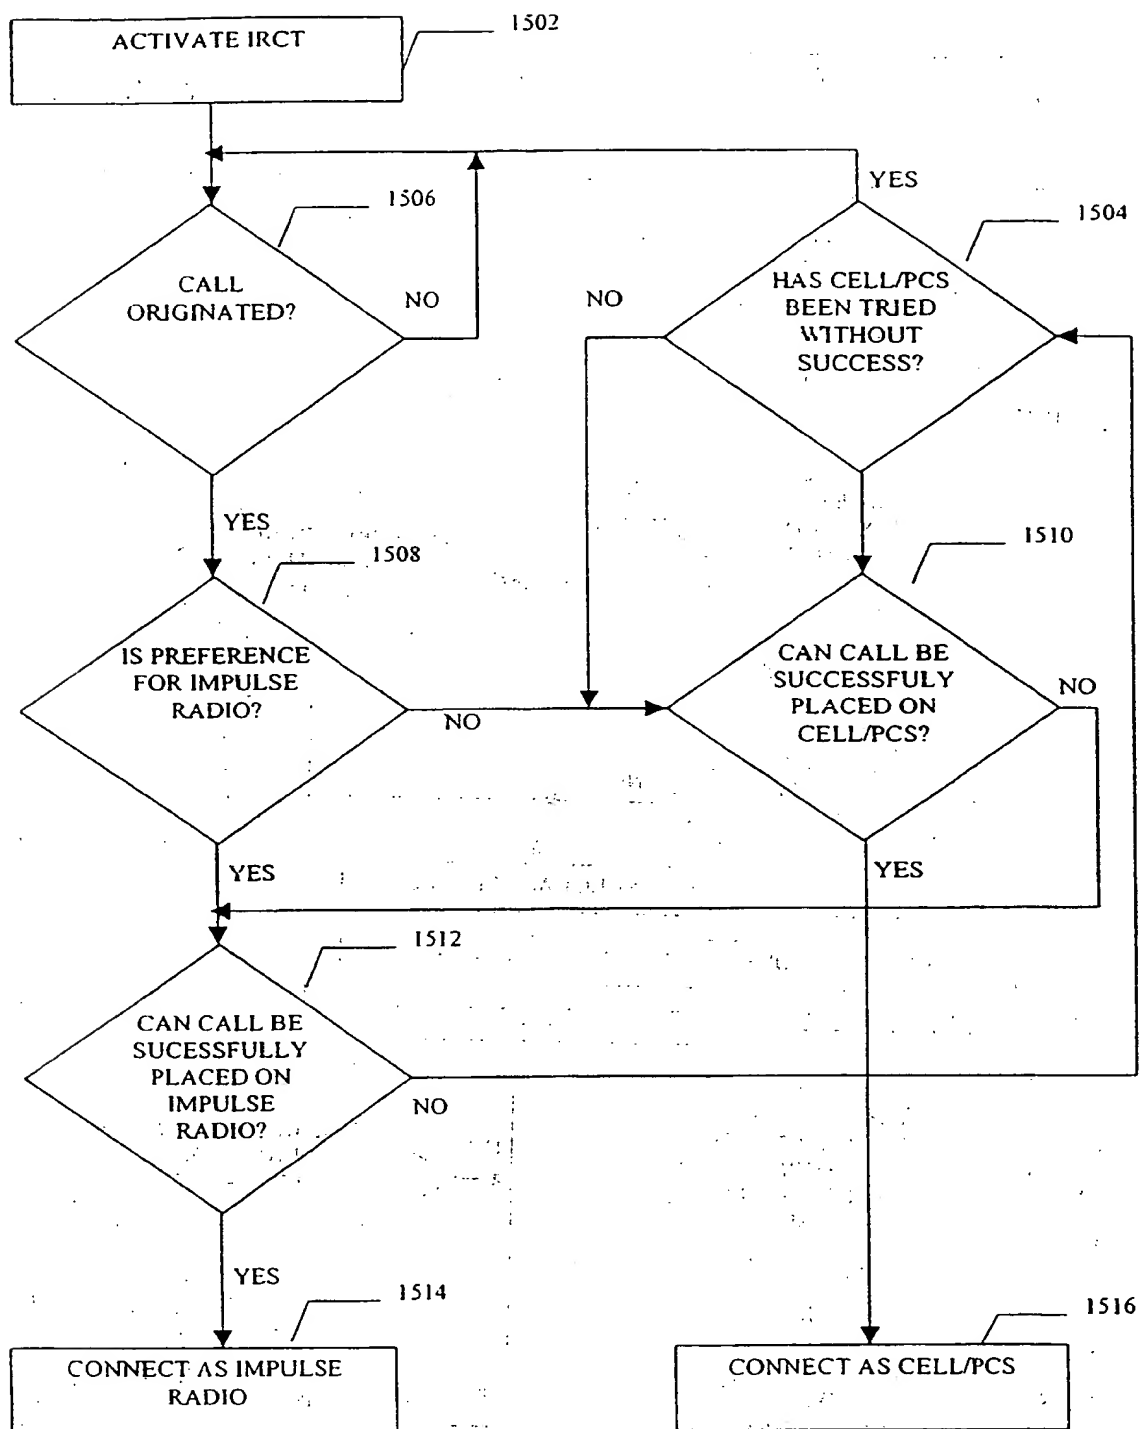 ACTIVATE IRCT
1502
YES
1506
1504
CALL
ORIGINATED?
NO
NO
HAS CELL/PCS
BEEN TRIED
WITHOUT
SUCCESS?
YES
1508
1510
IS PREFERENCE
FOR IMPULSE
RADIO?
NO
CAN CALL BE
SUCCESSFULY
PLACED ON
CELL/PCS?
NO
YES
YES
1512
CAN CALL BE
SUCESSFULLY
PLACED ON
IMPULSE
RADIO?
NO
YES
1514
1516
CONNECT AS IMPULSE
RADIO
CONNECT AS CELL/PCS